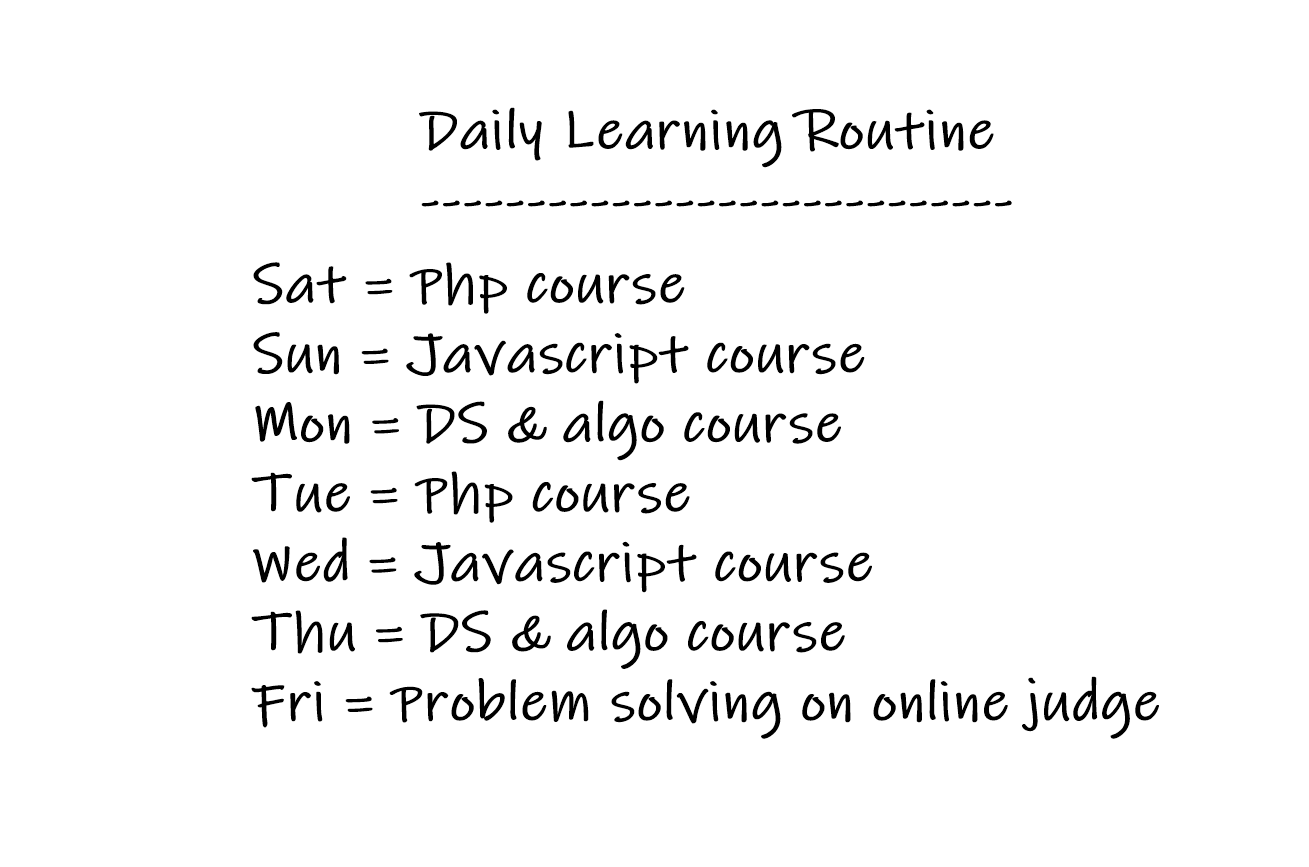 Daily Learning Routine
----------------------------
Sat = Php course
Sun = Javascript course
Mon = DS & algo course
Tue = Php course
Wed = Javascript course
Thu = DS & algo course
Fri = Problem solving on online judge